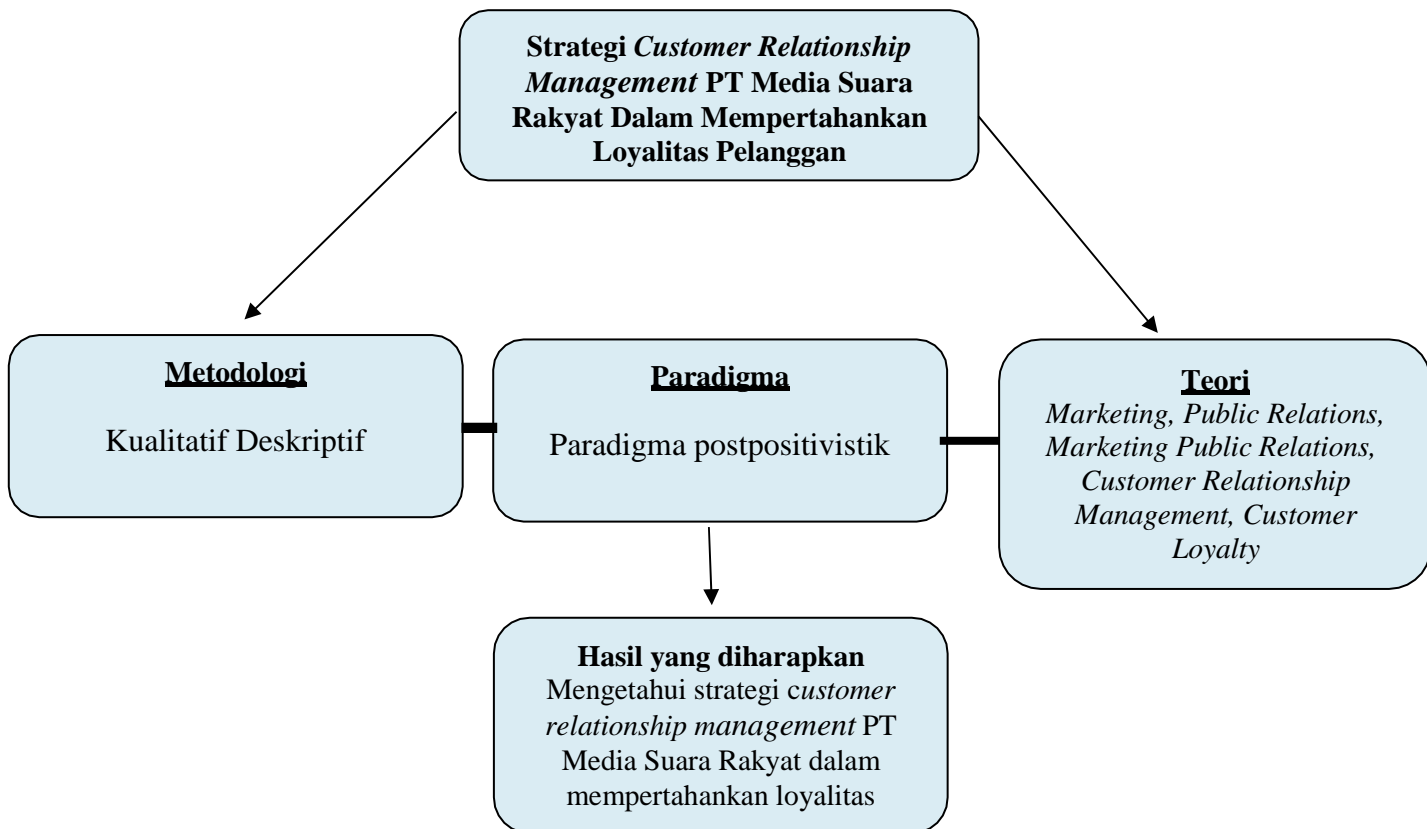 Strategi Customer Relationship
Management PT Media Suara
Rakyat Dalam Mempertahankan
Loyalitas Pelanggan
Metodologi
Kualitatif Deskriptif
Paradigma
Paradigma postpositivistik
Teori
Marketing, Public Relations,
Marketing Public Relations,
Customer Relationship
Management, Customer
Loyalty
Hasil yang diharapkan
Mengetahui strategi customer
relationship management PT
Media Suara Rakyat dalam
mempertahankan loyalitas